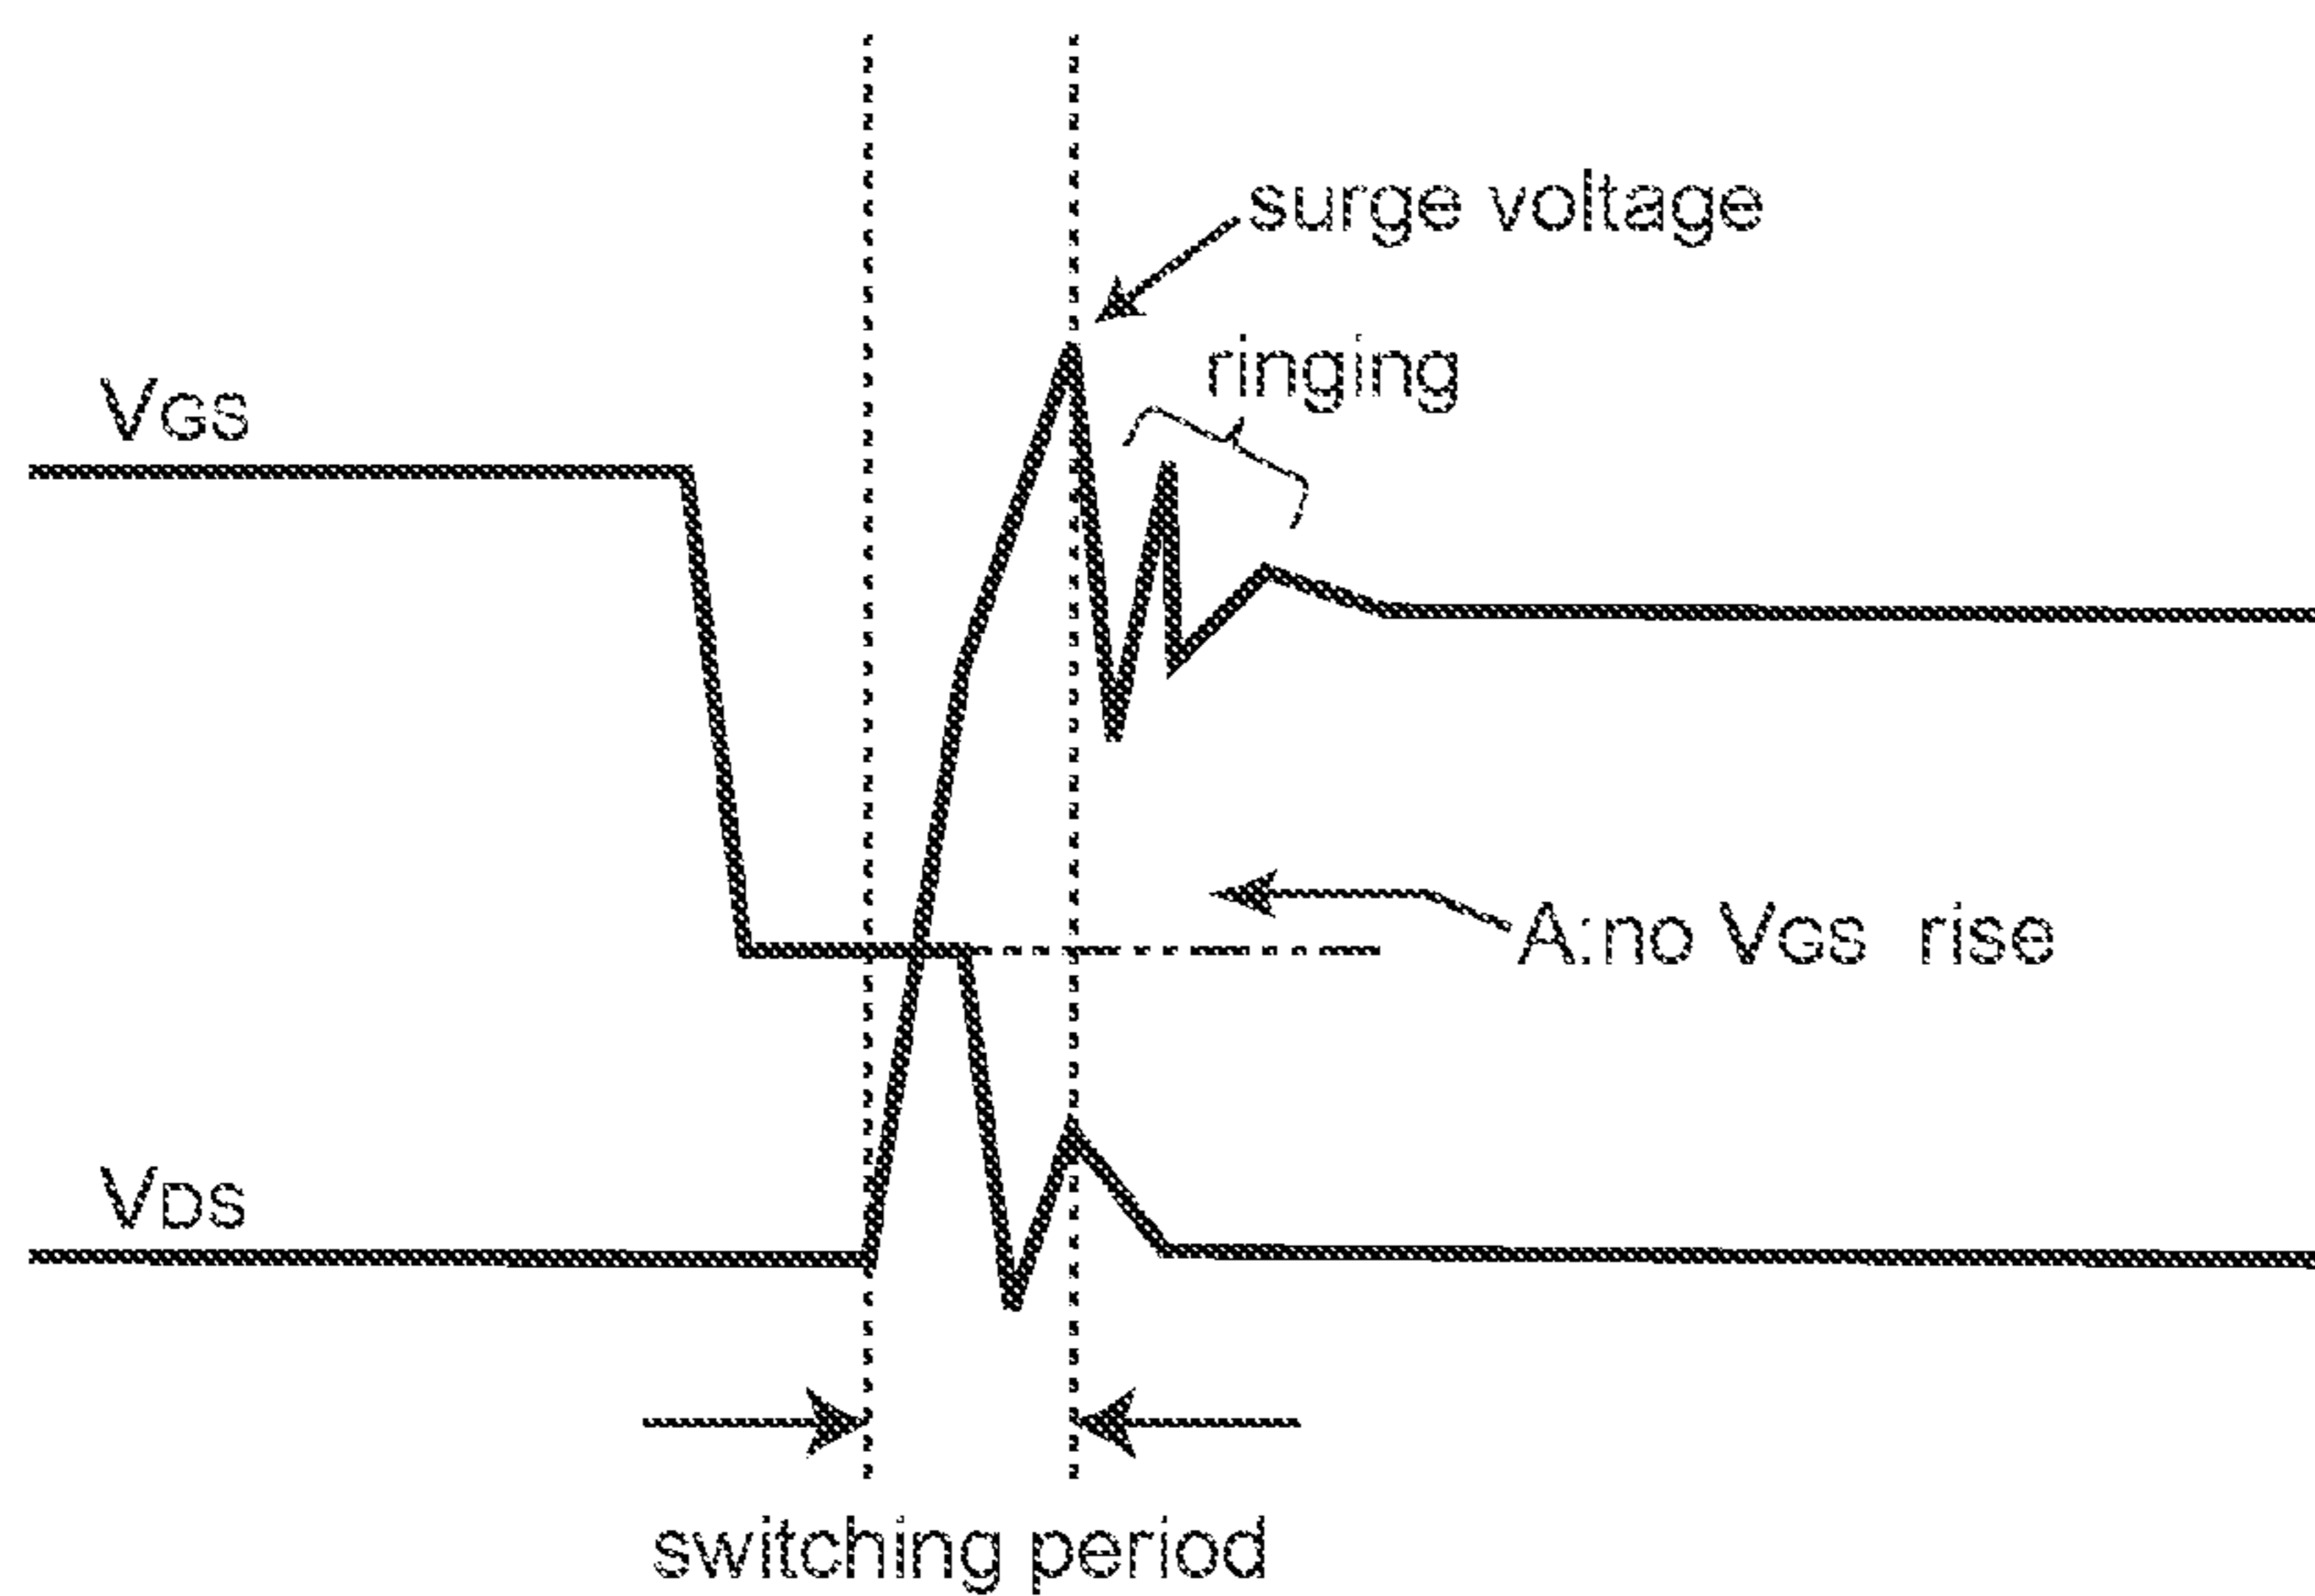 surge voltage
ringing
VGS
A:no VGS rise
VDS
switching period